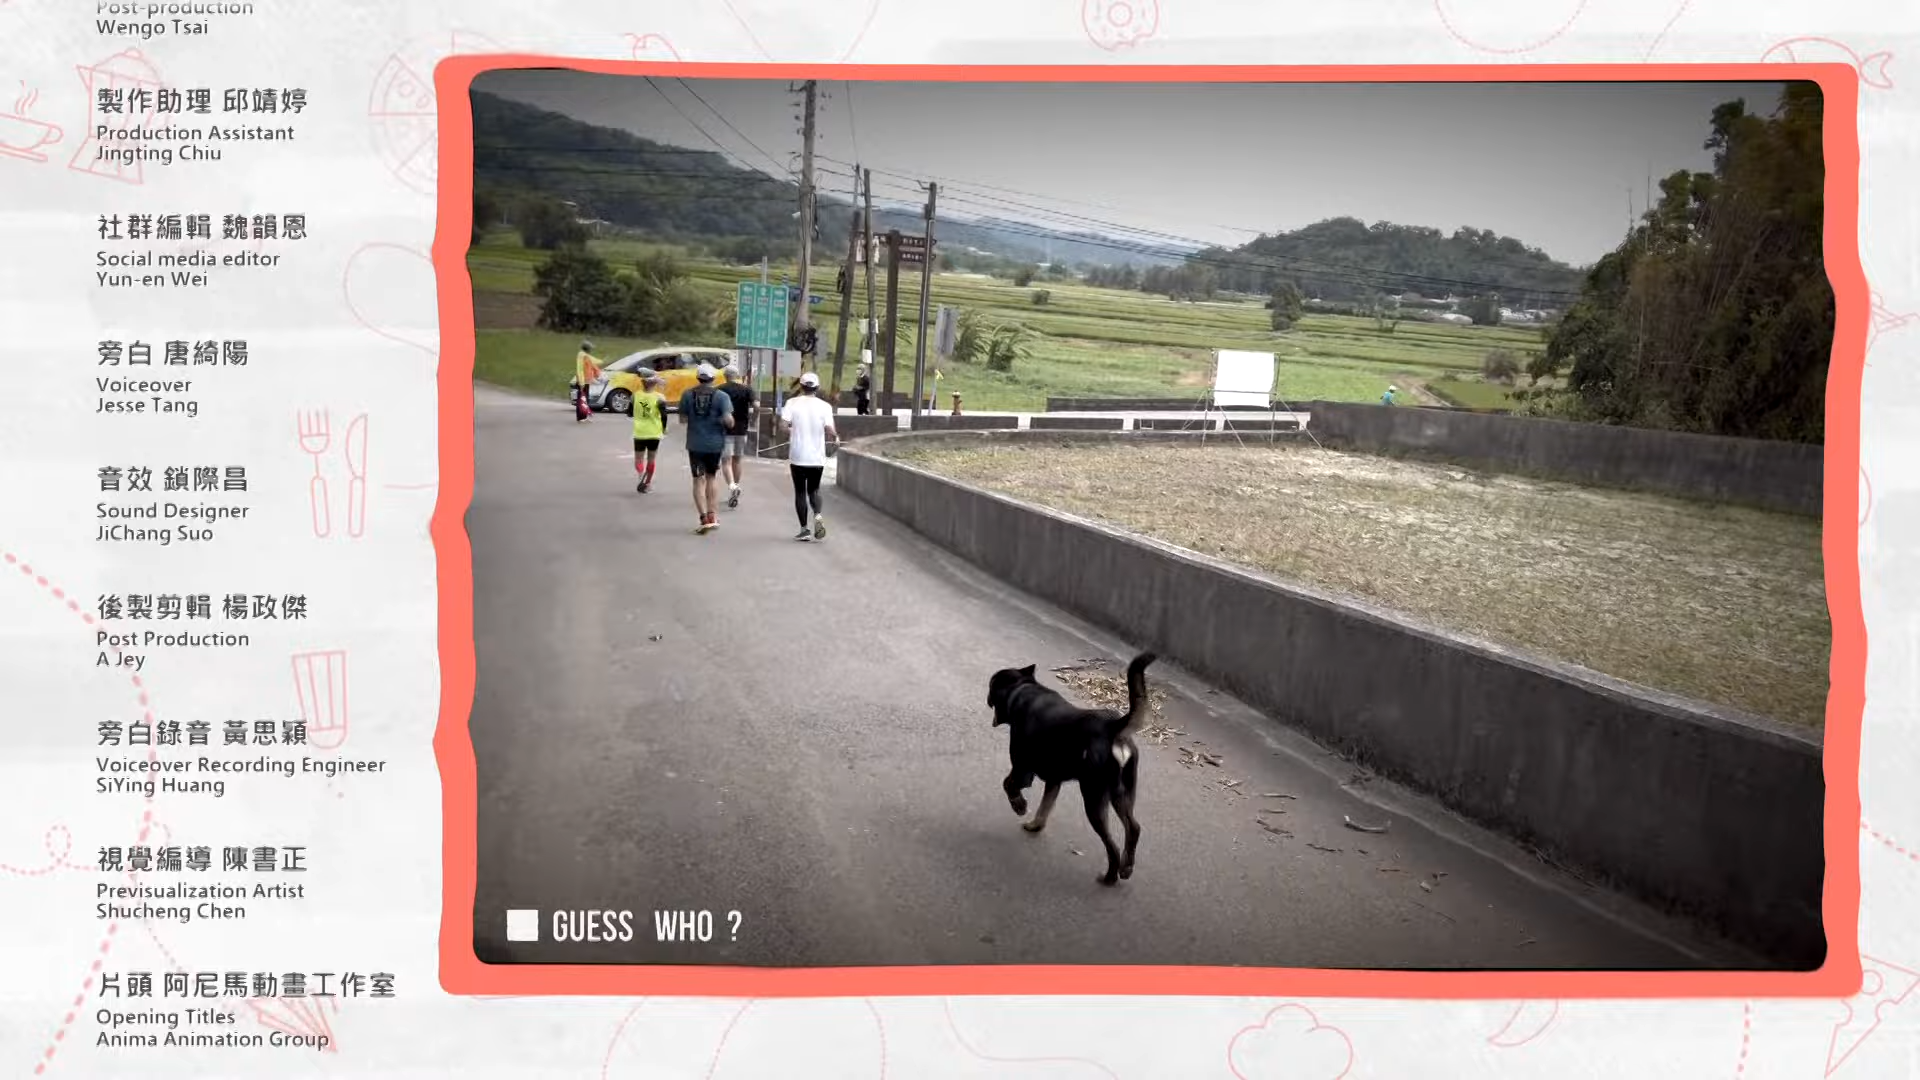 Post-production
Wengo Tsai
製作助理 邱靖婷
Production Assistant
Jingting Chiu
社群編輯 魏韻恩
Social media editor
Yun-en Wei
旁白 唐綺陽
Voiceover
Jesse Tang
音效 鎖際昌
Sound Designer
JiChang Suo
後製剪輯 楊政傑
Post Production
A Jey
旁白錄音 黃思穎
Voiceover Recording Engineer
SiYing Huang
視覺編導 陳書正
Previsualization Artist
Shucheng Chen
片頭 阿尼馬動畫工作室
Opening Titles
Anima Animation Group
GUESS WHO ?